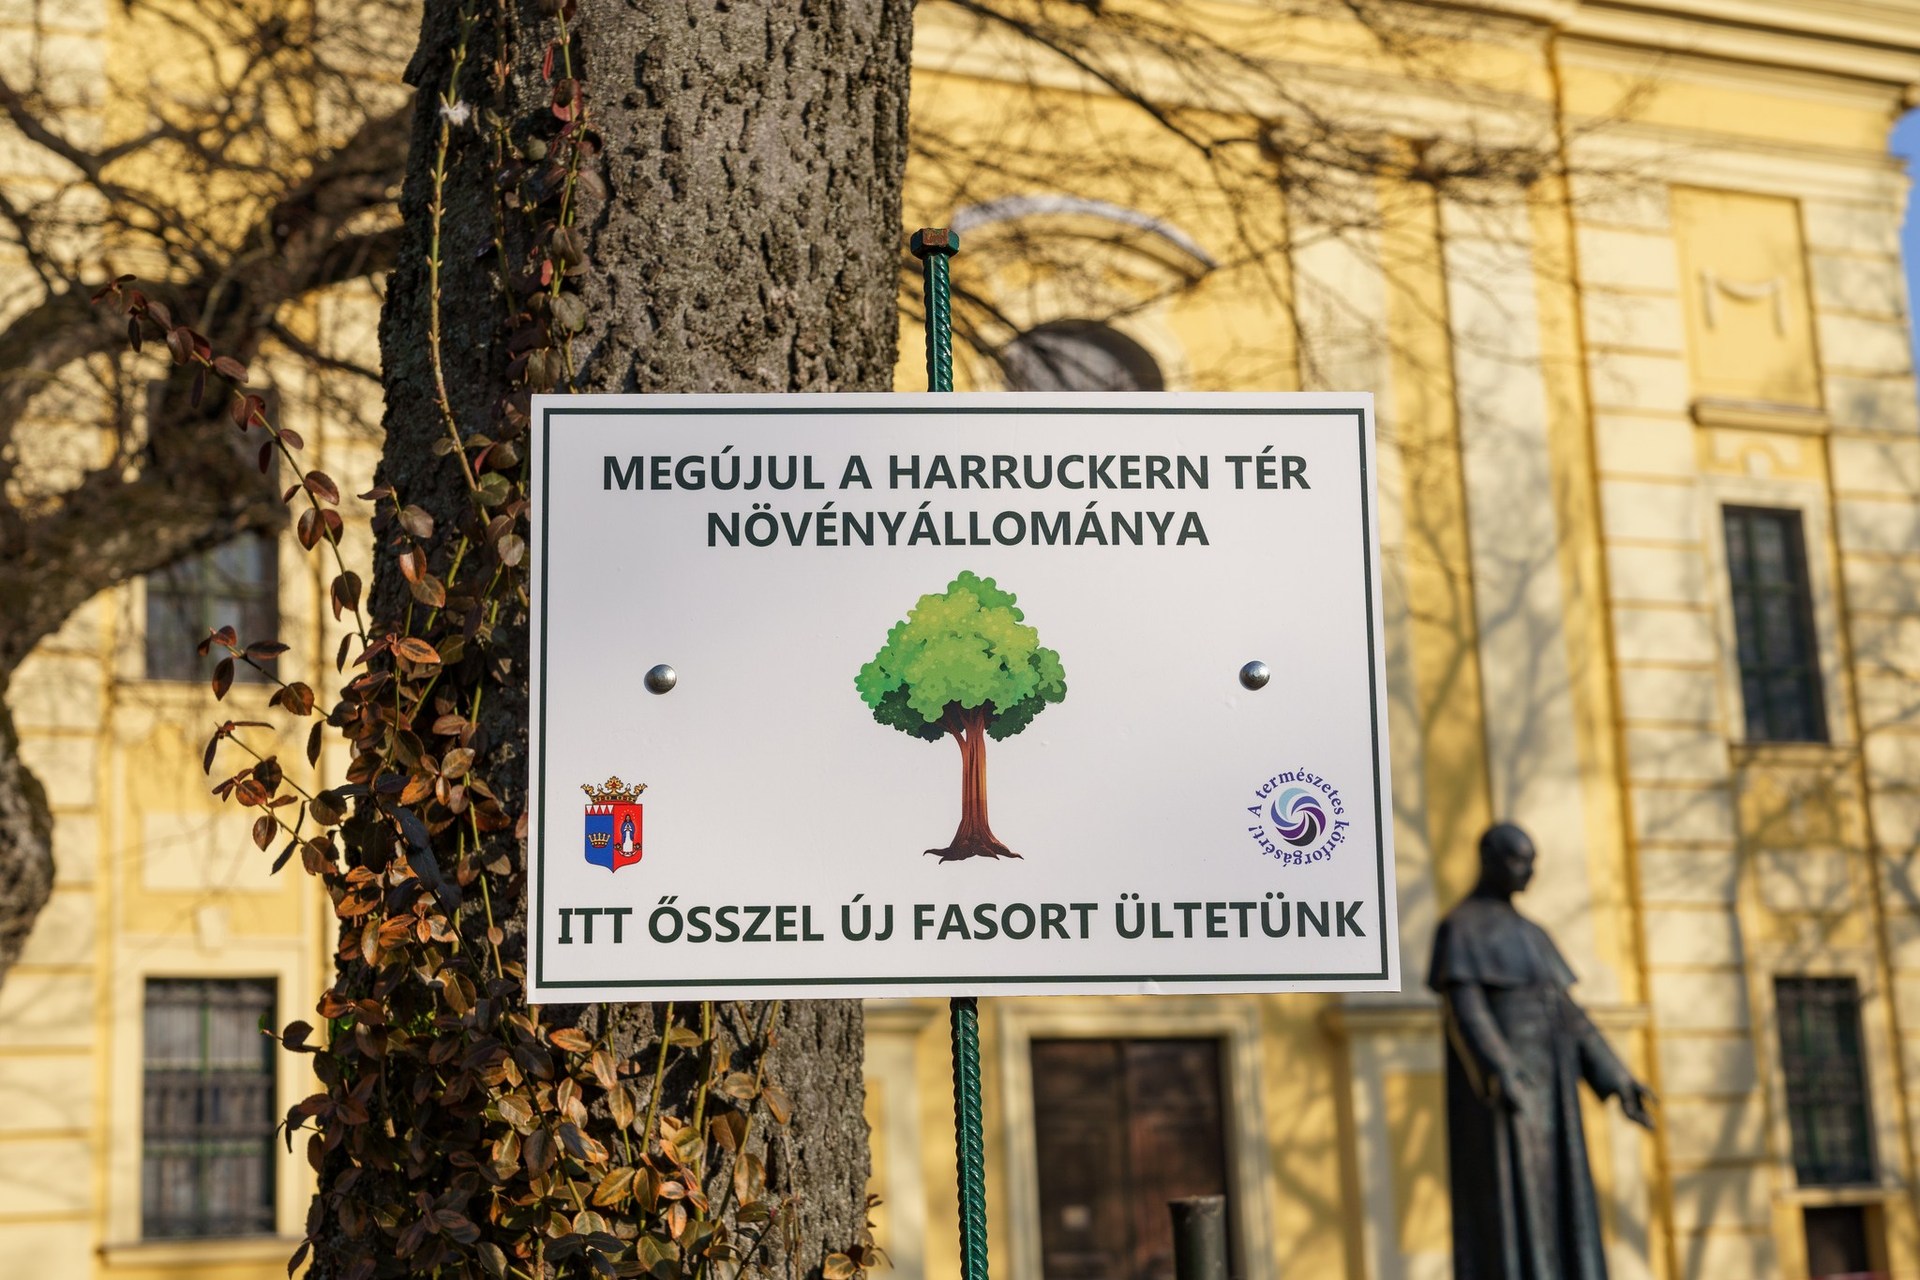 MEGÚJUL A HARRUCKERN TÉR
NÖVÉNYÁLLOMÁNYA
A természetes körforgásért!
ITT ŐSSZEL ÚJ FASORT ÜLTETÜNK